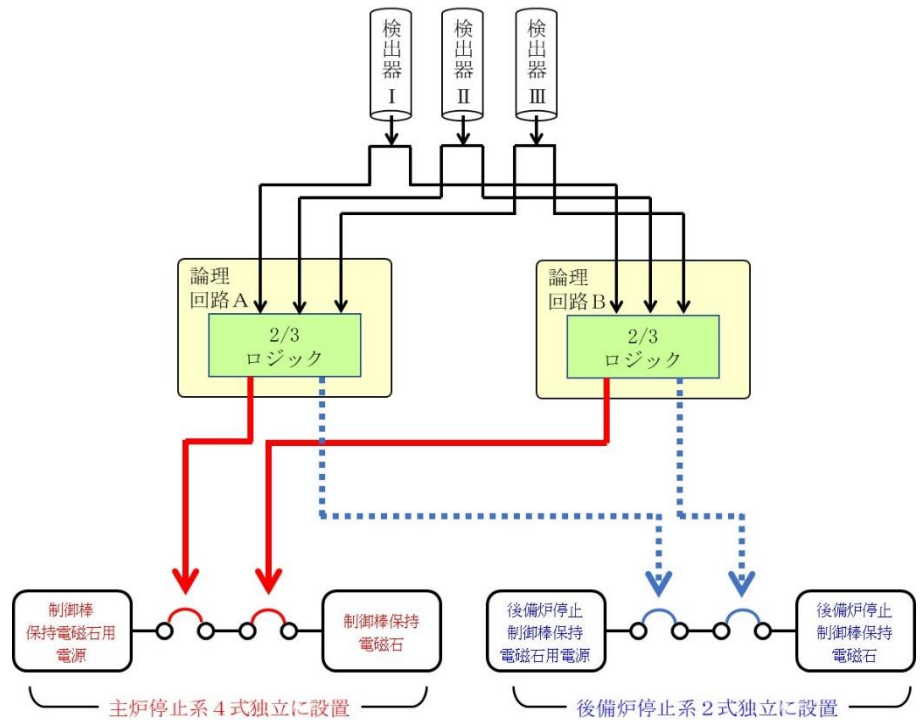 検出器Ⅰ
検出器Ⅱ
検出器Ⅲ
論理
回路A
2/3
ロジック
論理
回路B
2/3
ロジック
制御棒
保持電磁石用
電源
制御棒保持
電磁石
後備炉停止
制御棒保持
電磁石用電源
後備炉停止
制御棒保持
電磁石
主炉停止系4式独立に設置
後備炉停止系2式独立に設置